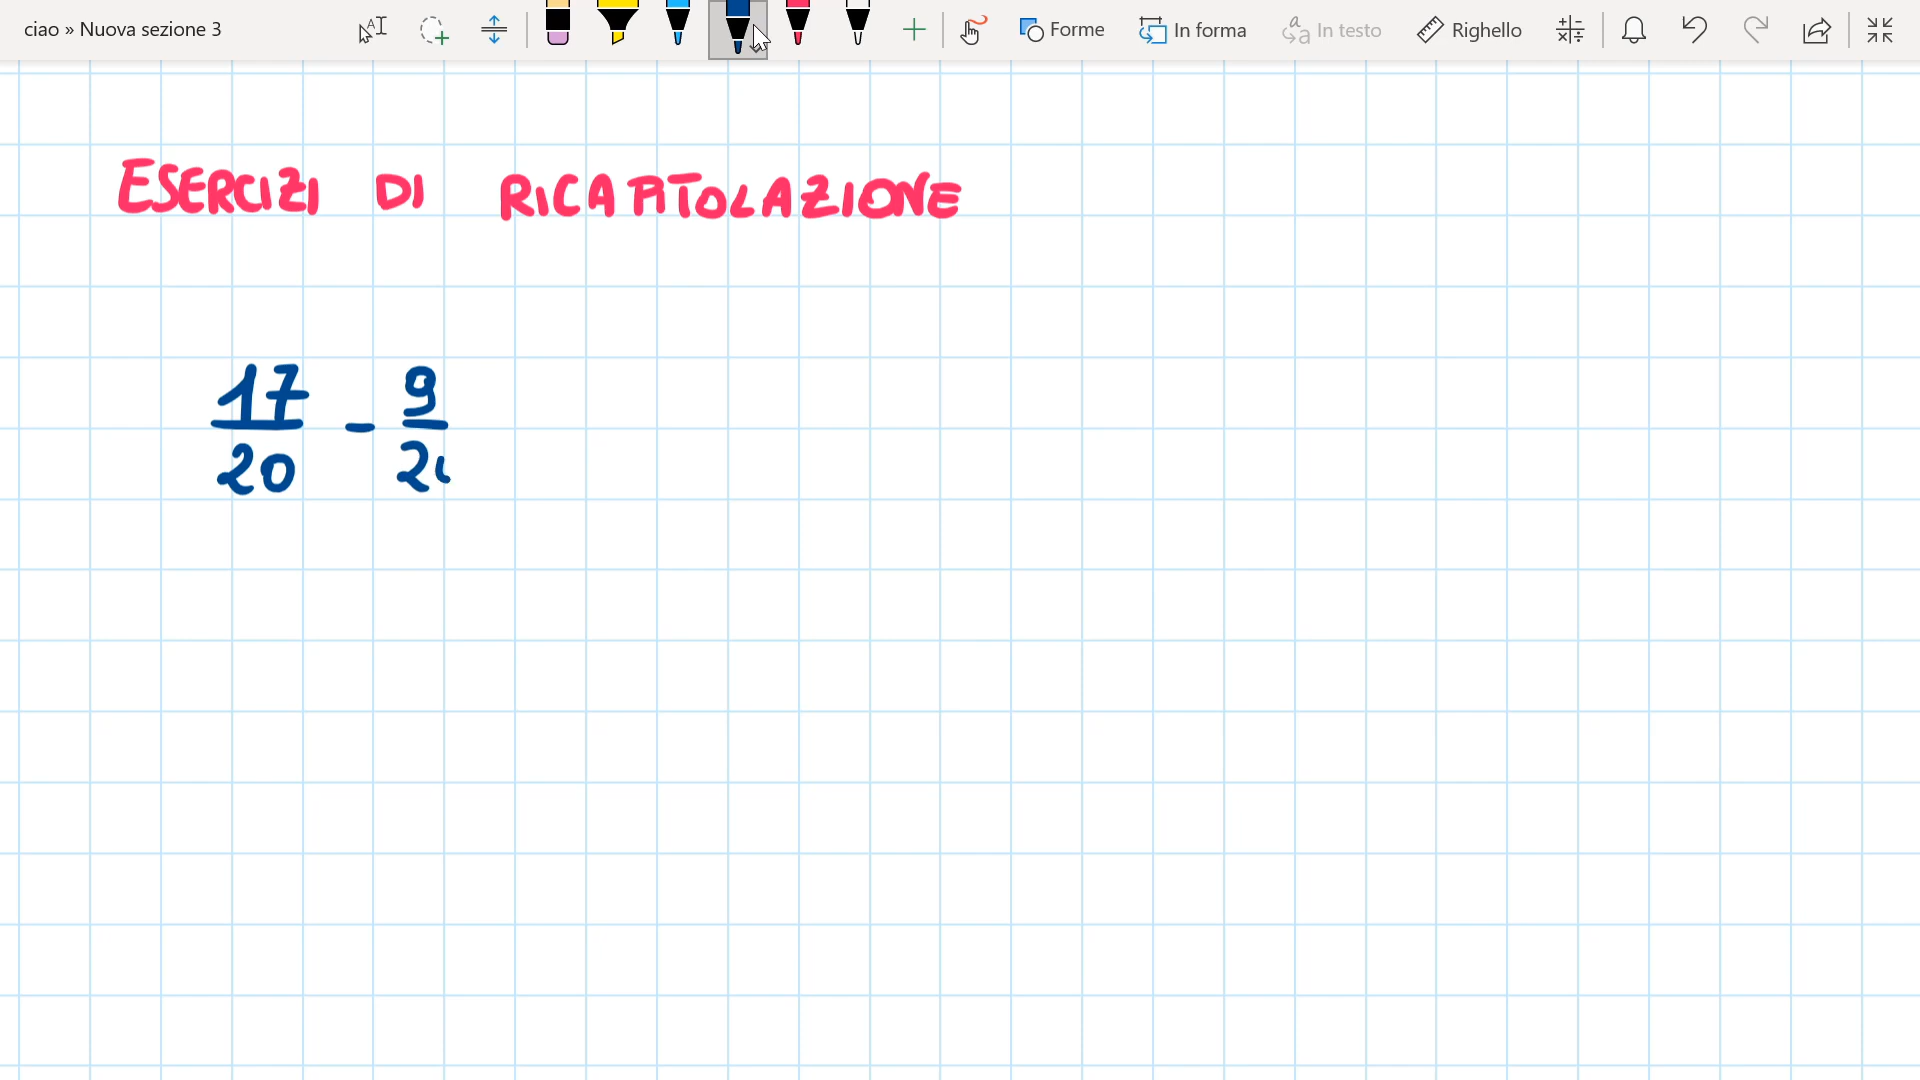 ciao » Nuova sezione 3
Forme
In forma
In testo
Righello
ESERCIZI DI RICAPITOLAZIONE
17 - 9
20